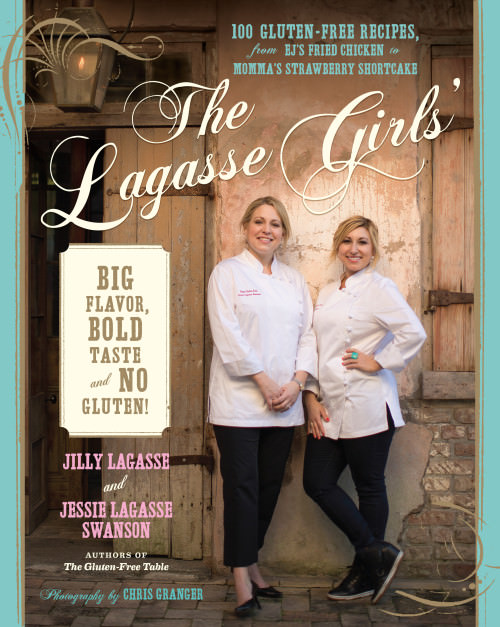 100 GLUTEN-FREE RECIPES,
from EJ'S FRIED CHICKEN to
MOMMA'S STRAWBERRY SHORTCAKE
The
Lagasse Girls'
BIG
FLAVOR,
BOLD
TASTE
and NO
GLUTEN!
JILLY LAGASSE
and
JESSIE LAGASSE
SWANSON
AUTHORS OF
The Gluten-Free Table
Photography by CHRIS GRANGER